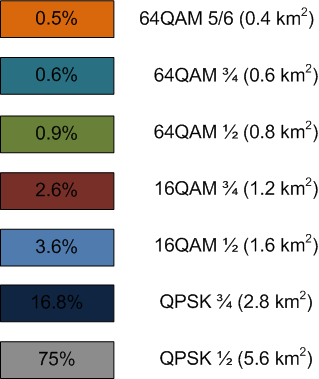 0.5% 64QAM 5/6 (0.4 km²)
0.6% 64QAM ¾ (0.6 km²)
0.9% 64QAM ½ (0.8 km²)
2.6% 16QAM ¾ (1.2 km²)
3.6% 16QAM ½ (1.6 km²)
16.8% QPSK ¾ (2.8 km²)
75% QPSK ½ (5.6 km²)